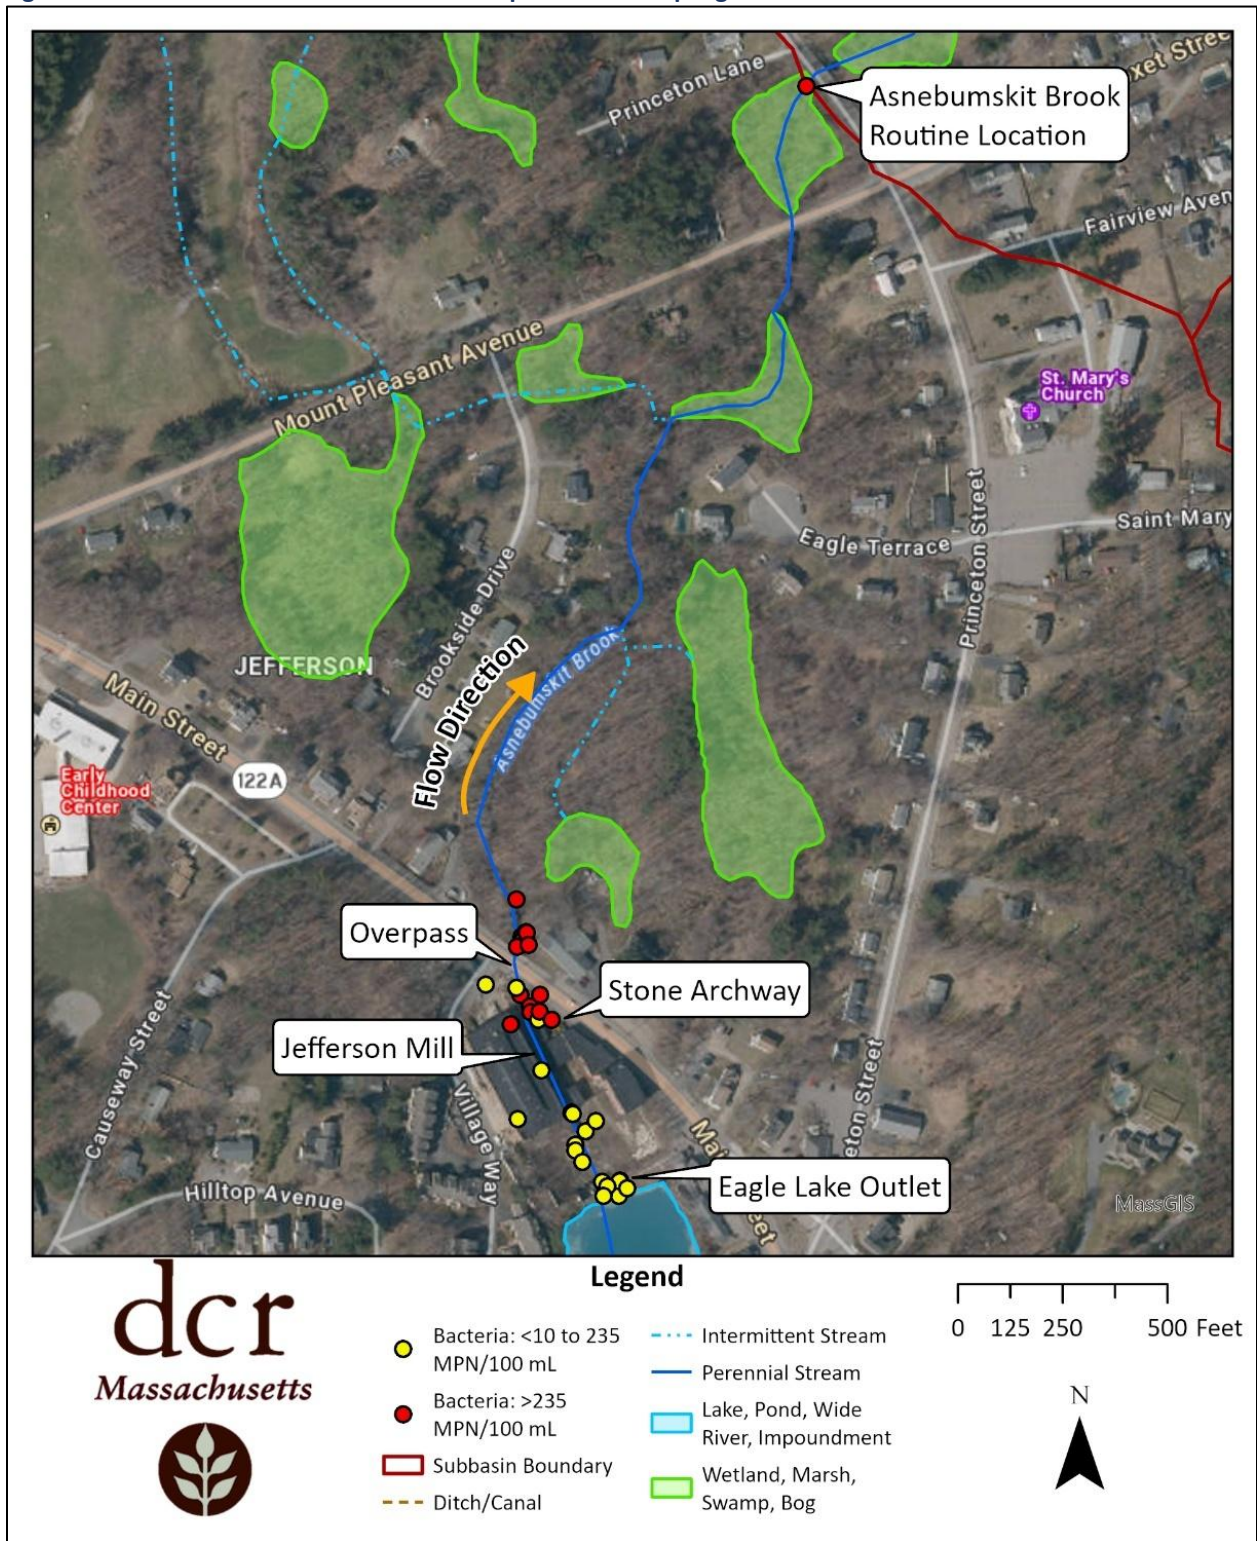 Princeton Lane
xet Stree
Asnebumskit Brook
Routine Location
Fairview Aven
Mount Pleasant Avenue
St. Mary's
Church
Princeton Street
Saint Mary
Eagle Terrace
Brookside Drive
JEFFERSON
Main Street
122A
Flow Direction
Asnebumskit Brook
Early
Childhood
Center
Overpass
Stone Archway
Jefferson Mill
Causeway Street
Village Way
eton Street
Mai
reet
Hilltop Avenue
Eagle Lake Outlet
MassGIS
dcr
Massachusetts
Legend
Bacteria: <10 to 235
MPN/100 mL
Bacteria: >235
MPN/100 mL
Subbasin Boundary
Ditch/Canal
Intermittent Stream
Perennial Stream
Lake, Pond, Wide
River, Impoundment
Wetland, Marsh,
Swamp, Bog
0 125 250 500 Feet
N